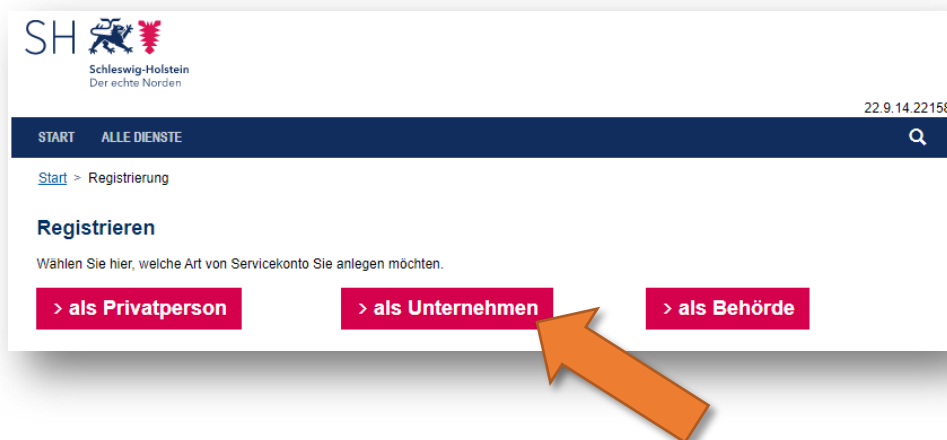 SH
Schleswig-Holstein
Der echte Norden
22.9.14.22158
START ALLE DIENSTE
Start > Registrierung
Registrieren
Wählen Sie hier, welche Art von Servicekonto Sie anlegen möchten.
> als Privatperson > als Unternehmen > als Behörde